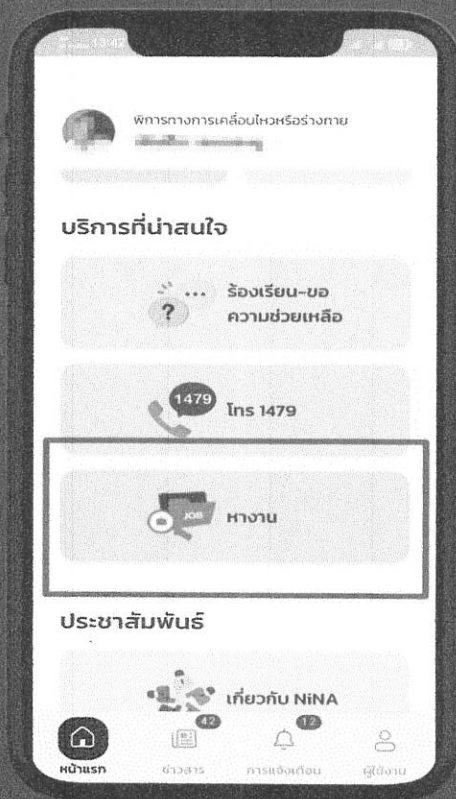 13:42
พิการทางการเคลื่อนไหวหรือร่างกาย
บริการที่น่าสนใจ
?
...
ร้องเรียน-ขอ
ความช่วยเหลือ
1479
โทร 1479
JOB
หางาน
ประชาสัมพันธ์
เกี่ยวกับ NiNA
42
12
หน้าแรก
ข่าวสาร
การแจ้งเตือน
ผู้ใช้งาน